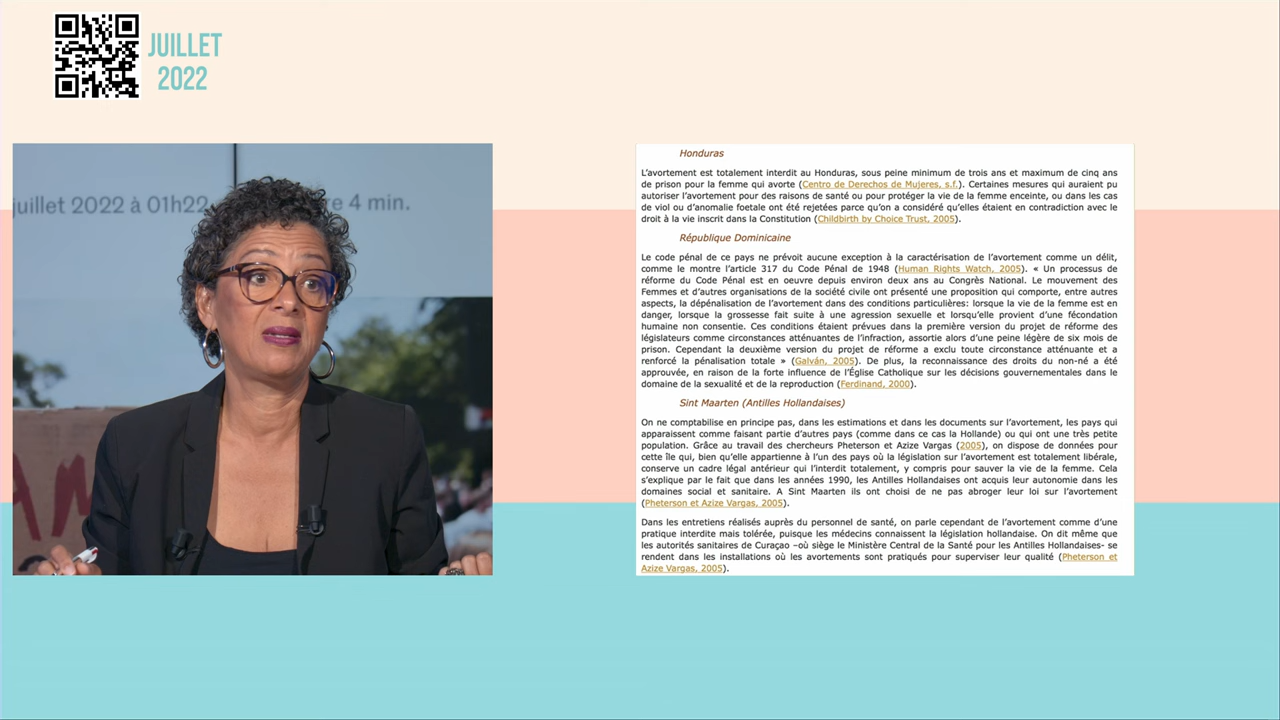 JUILLET
2022
juillet 2022 à 01h22
re 4 min.
AM
Honduras
L'avortement est totalement interdit au Honduras, sous peine minimum de trois ans et maximum de cinq ans
de prison pour la femme qui avorte (Centro de Derechos de Mujeres, s.f.). Certaines mesures qui auraient pu
autoriser l'avortement pour des raisons de santé ou pour protéger la vie de la femme enceinte, ou dans les cas
de viol ou d'anomalie foetale ont été rejetées parce qu'on a considéré qu'elles étaient en contradiction avec le
droit à la vie inscrit dans la Constitution (Childbirth by Choice Trust, 2005).
République Dominicaine
Le code pénal de ce pays ne prévoit aucune exception à la caractérisation de l'avortement comme un délit,
comme le montre l'article 317 du Code Pénal de 1948 (Human Rights Watch, 2005). « Un processus de
réforme du Code Pénal est en oeuvre depuis environ deux ans au Congrès National. Le mouvement des
Femmes et d'autres organisations de la société civile ont présenté une proposition qui comporte, entre autres
aspects, la dépénalisation de l'avortement dans des conditions particulières: lorsque la vie de la femme est en
danger, lorsque la grossesse fait suite à une agression sexuelle et lorsqu'elle provient d'une fécondation
humaine non consentie. Ces conditions étaient prévues dans la première version du projet de réforme des
législateurs comme circonstances atténuantes de l'infraction, assortie alors d'une peine légère de six mois de
prison. Cependant la deuxième version du projet de réforme a exclu toute circonstance atténuante et a
renforcé la pénalisation totale » (Galván, 2005). De plus, la reconnaissance des droits du non-né a été
approuvée, en raison de la forte influence de l'Église Catholique sur les décisions gouvernementales dans le
domaine de la sexualité et de la reproduction (Ferdinand, 2000).
Sint Maarten (Antilles Hollandaises)
On ne comptabilise en principe pas, dans les estimations et dans les documents sur l'avortement, les pays qui
apparaissent comme faisant partie d'autres pays (comme dans ce cas la Hollande) ou qui ont une très petite
population. Grâce au travail des chercheurs Pheterson et Azize Vargas (2005), on dispose de données pour
cette île qui, bien qu'elle appartienne à l'un des pays où la législation sur l'avortement est totalement libérale,
conserve un cadre légal antérieur qui l'interdit totalement, y compris pour sauver la vie de la femme. Cela
s'explique par le fait que dans les années 1990, les Antilles Hollandaises ont acquis leur autonomie dans les
domaines social et sanitaire. A Sint Maarten ils ont choisi de ne pas abroger leur loi sur l'avortement
(Pheterson et Azize Vargas, 2005).
Dans les entretiens réalisés auprès du personnel de santé, on parle cependant de l'avortement comme d'une
pratique interdite mais tolérée, puisque les médecins connaissent la législation hollandaise. On dit même que
les autorités sanitaires de Curaçao –où siège le Ministère Central de la Santé pour les Antilles Hollandaises- se
rendent dans les installations où les avortements sont pratiqués pour superviser leur qualité (Pheterson et
Azize Vargas, 2005).